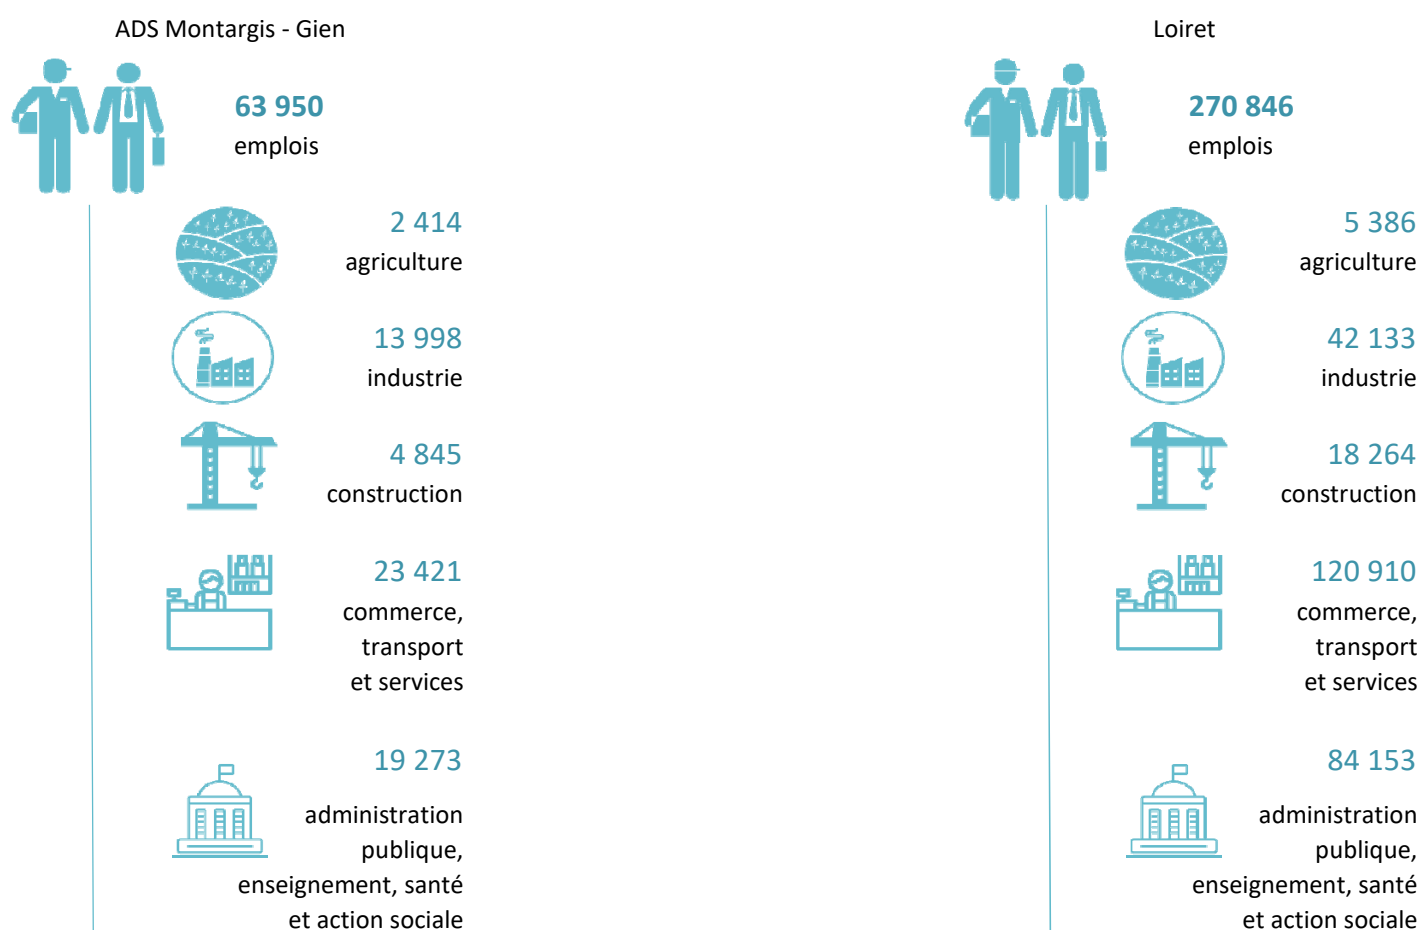 ADS Montargis - Gien
63 950
emplois
2 414
agriculture
13 998
industrie
4 845
construction
23 421
commerce,
transport
et services
19 273
administration
publique,
enseignement, santé
et action sociale
Loiret
270 846
emplois
5 386
agriculture
42 133
industrie
18 264
construction
120 910
commerce,
transport
et services
84 153
administration
publique,
enseignement, santé
et action sociale